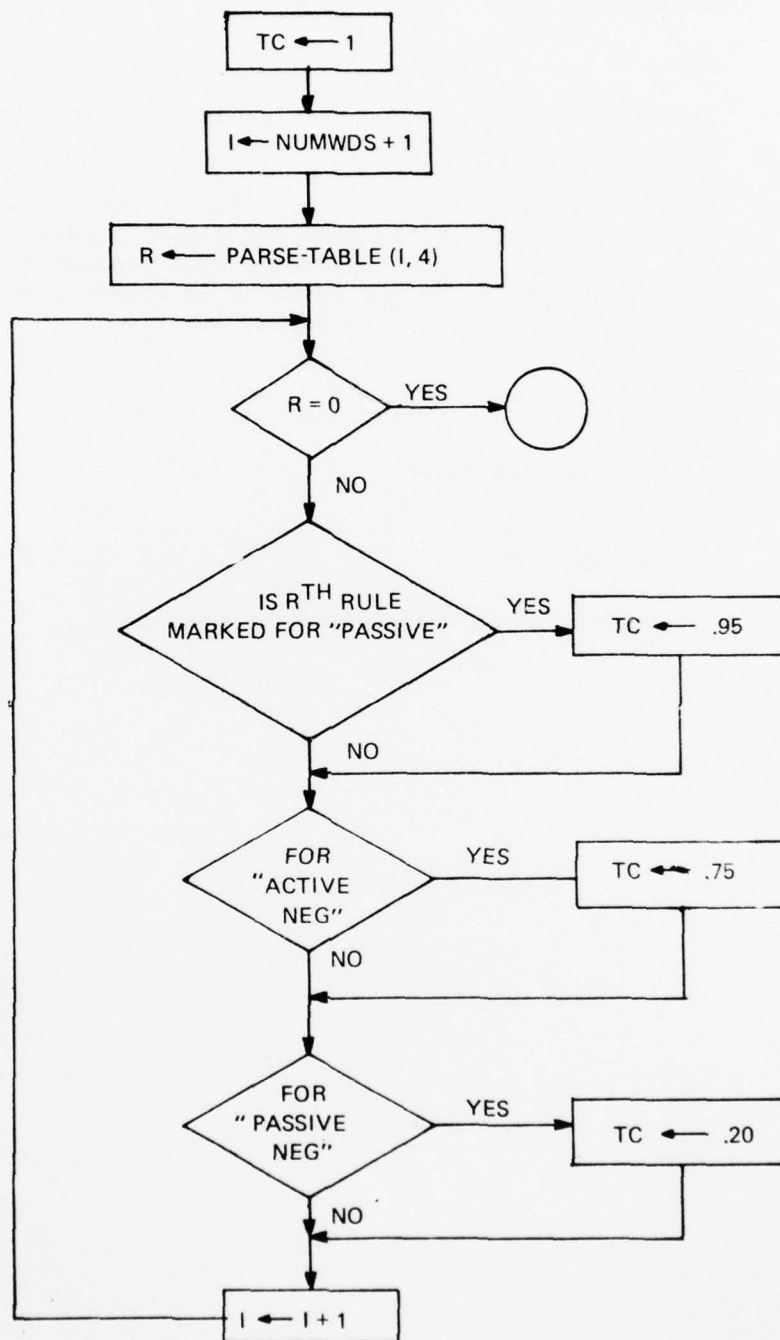 TC ← 1
I ← NUMWDS + 1
R ← PARSE-TABLE (I, 4)
R = 0
YES
NO
IS RTH RULE
MARKED FOR "PASSIVE"
YES
TC ← .95
NO
FOR
"ACTIVE
NEG"
YES
TC ← .75
NO
FOR
"PASSIVE
NEG"
YES
TC ← .20
NO
I ← I + 1